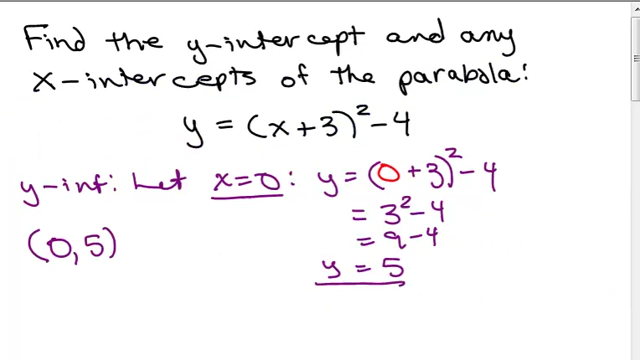 Find the y-intercept and any
x-intercepts of the parabola:
y = (x+3)² - 4
y-int: Let x=0: y = (0+3)² - 4
= 3² - 4
(0,5)
= 9 - 4
y = 5